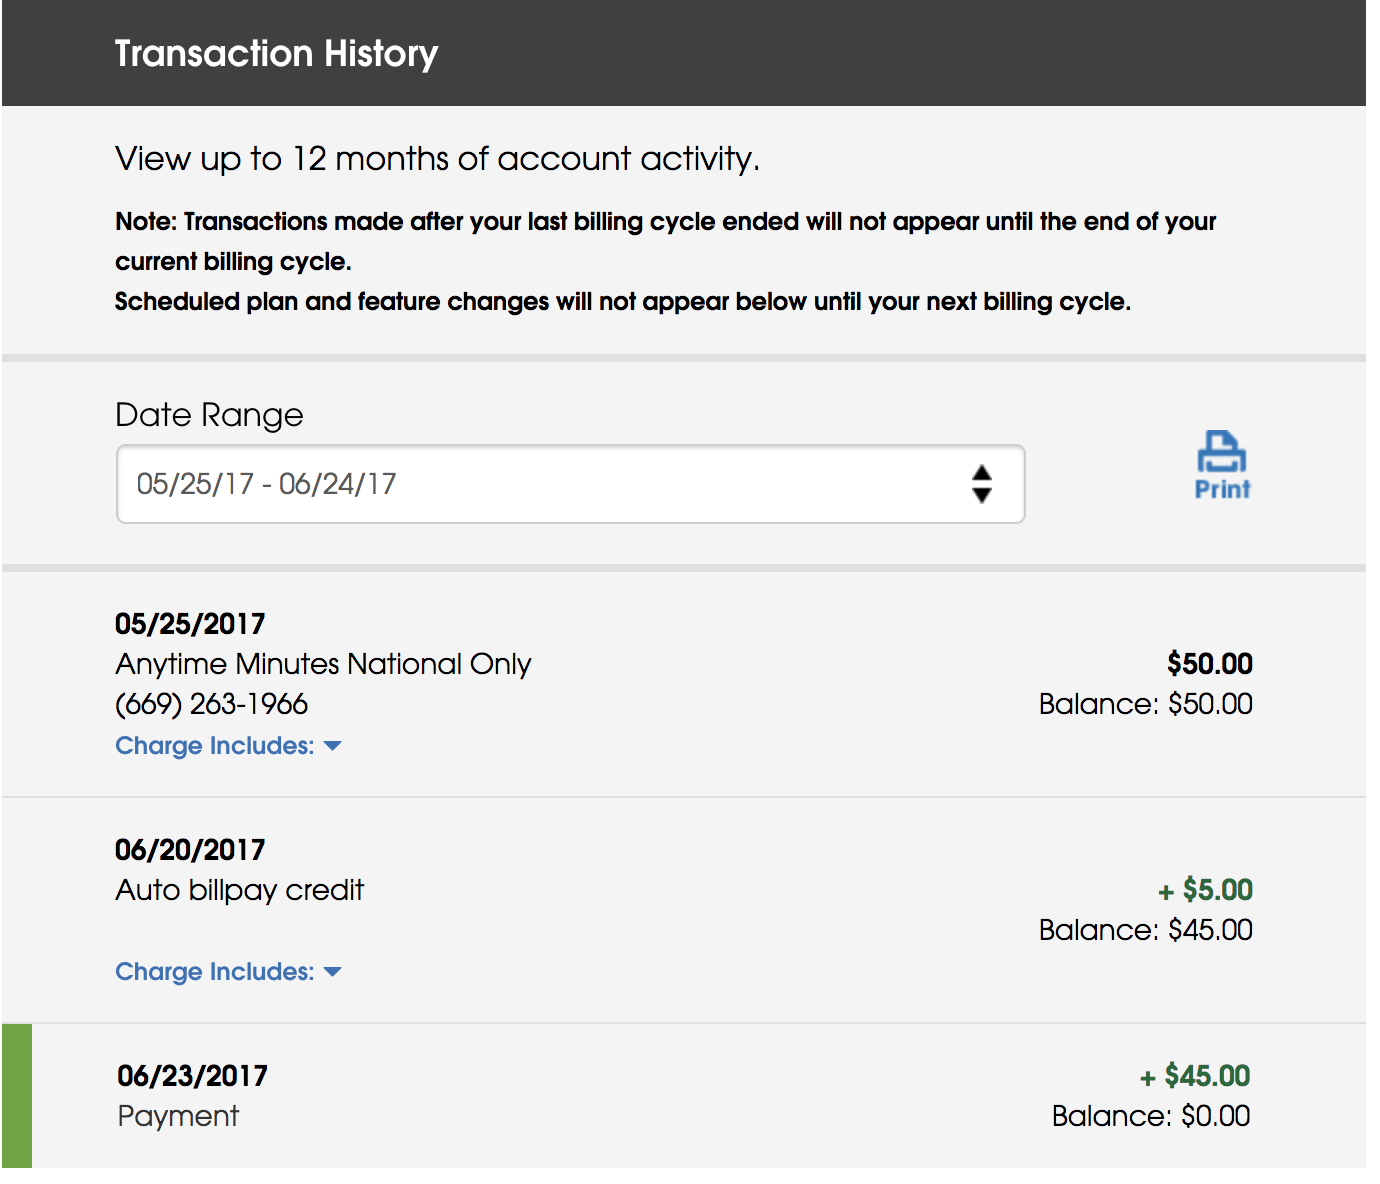 Transaction History
View up to 12 months of account activity.
Note: Transactions made after your last billing cycle ended will not appear until the end of your
current billing cycle.
Scheduled plan and feature changes will not appear below until your next billing cycle.
Date Range
05/25/17 - 06/24/17
Print
05/25/2017
Anytime Minutes National Only
$50.00
(669) 263-1966
Balance: $50.00
Charge Includes:
06/20/2017
Auto billpay credit
+ $5.00
Balance: $45.00
Charge Includes:
06/23/2017
+ $45.00
Payment
Balance: $0.00